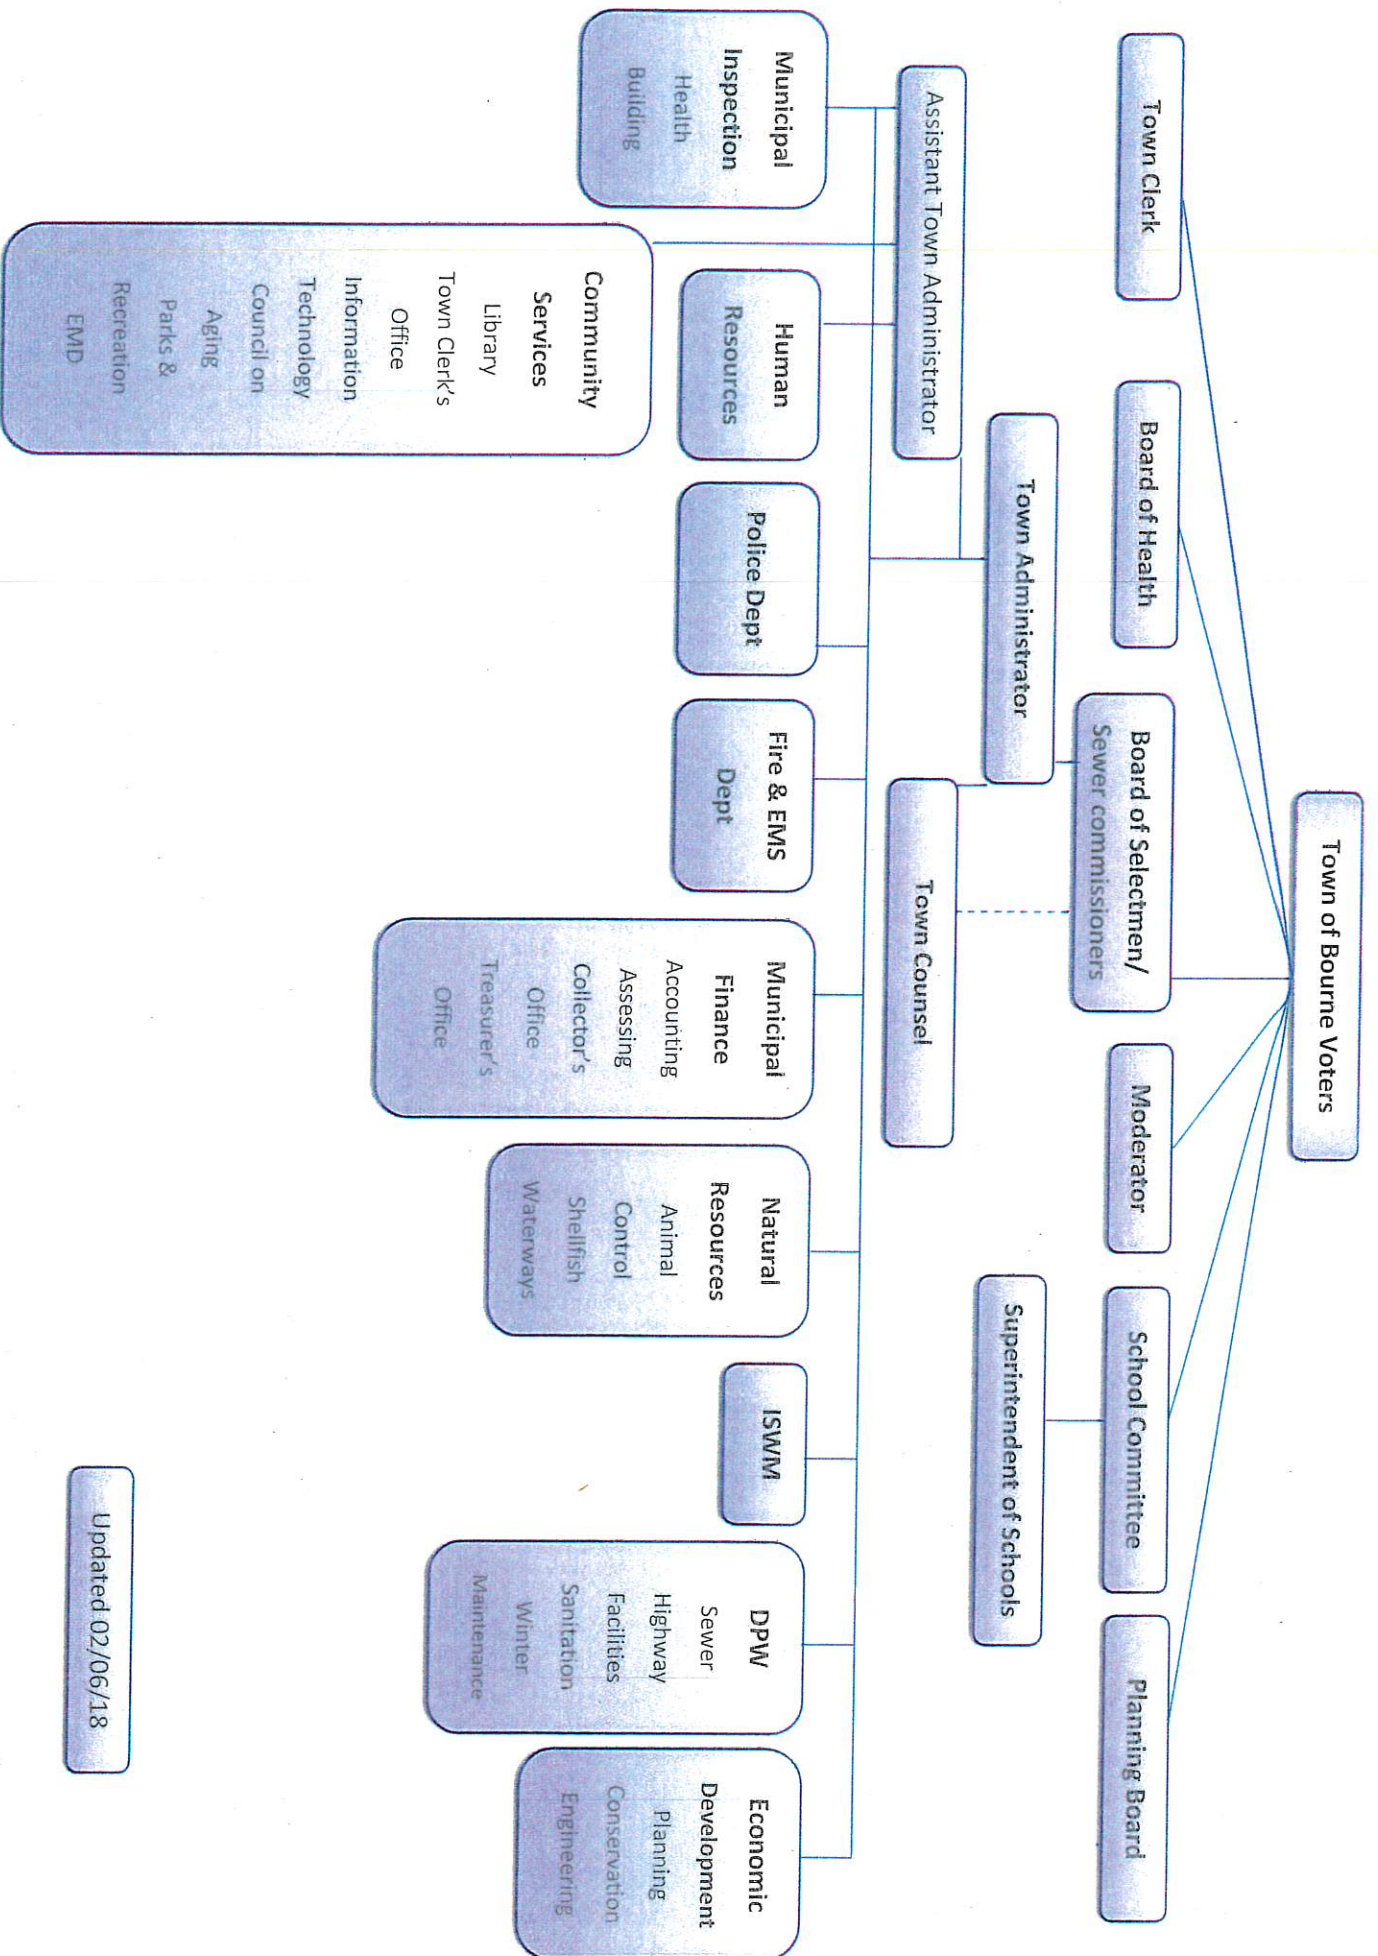 Town of Bourne Voters
Town Clerk
Board of Health
Board of Selectmen/
Sewer commissioners
Moderator
School Committee
Planning Board
Town Administrator
Superintendent of Schools
Assistant Town Administrator
Town Counsel
Municipal
Inspection
Health
Building
Community
Services
Library
Town Clerk's
Office
Information
Technology
Council on
Aging
Parks &
Recreation
EMD
Human
Resources
Police Dept
Fire & EMS
Dept
Municipal
Finance
Accounting
Assessing
Collector's
Office
Treasurer's
Office
Natural
Resources
Animal
Control
Shellfish
Waterways
ISWM
DPW
Sewer
Highway
Facilities
Sanitation
Winter
Maintenance
Economic
Development
Planning
Conservation
Engineering
Updated 02/06/18